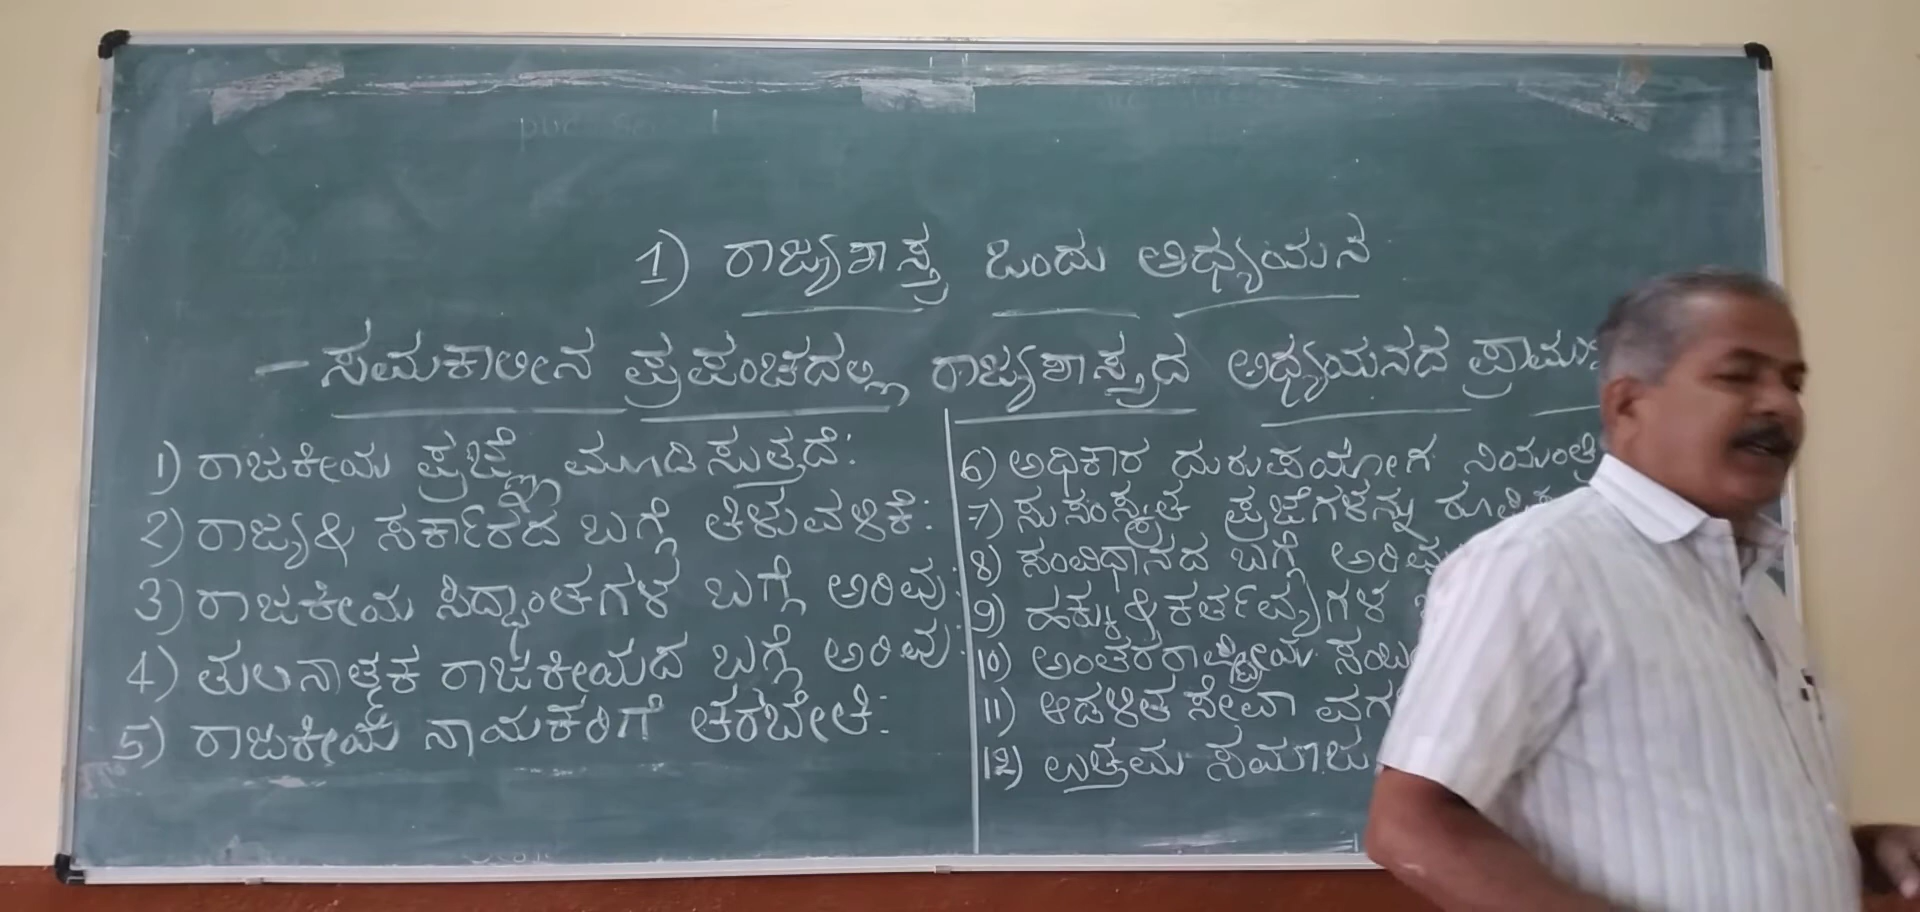 1) ರಾಜ್ಯಶಾಸ್ತ್ರ ಒಂದು ಅಧ್ಯಯನ
- ಸಮಕಾಲೀನ ಪ್ರಪಂಚದಲ್ಲಿ ರಾಜ್ಯಶಾಸ್ತ್ರದ ಅಧ್ಯಯನದ
1) ರಾಜಕೀಯ ಪ್ರಜ್ಞೆ ಮೂಡಿಸುತ್ತದೆ:
2) ರಾಜ್ಯ & ಸರ್ಕಾರದ ಬಗ್ಗೆ ತಿಳುವಳಿಕೆ:
3) ರಾಜಕೀಯ ಸಿದ್ಧಾಂತಗಳ ಬಗ್ಗೆ ಅರಿವು:
4) ತುಲನಾತ್ಮಕ ರಾಜಕೀಯದ ಬಗ್ಗೆ ಅರಿವು:
5) ರಾಜಕೀಯ ನಾಯಕರಿಗೆ ತರಬೇತಿ:
6) ಅಧಿಕಾರ ದುರುಪಯೋಗ
7) ಸುಸಂಸ್ಕೃತ ಪ್ರಜೆಗಳನ್ನು
8) ಸಂವಿಧಾನದ ಬಗ್ಗೆ
9) ಹಕ್ಕು & ಕರ್ತವ್ಯಗಳ
10) ಅಂತರರಾಷ್ಟ್ರೀಯ
11) ಆಡಳಿತ ಸೇವಾ
12) ಉತ್ತಮ